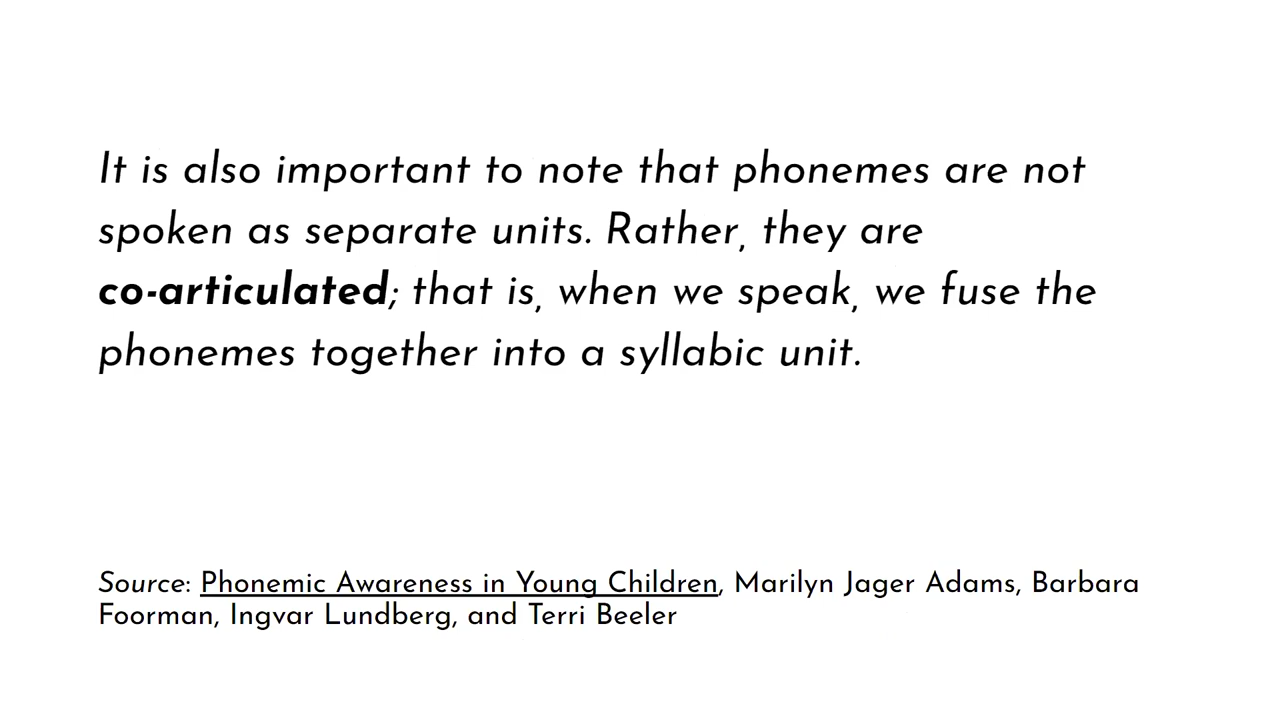 It is also important to note that phonemes are not
spoken as separate units. Rather, they are
co-articulated; that is, when we speak, we fuse the
phonemes together into a syllabic unit.
Source: Phonemic Awareness in Young Children, Marilyn Jager Adams, Barbara
Foorman, Ingvar Lundberg, and Terri Beeler